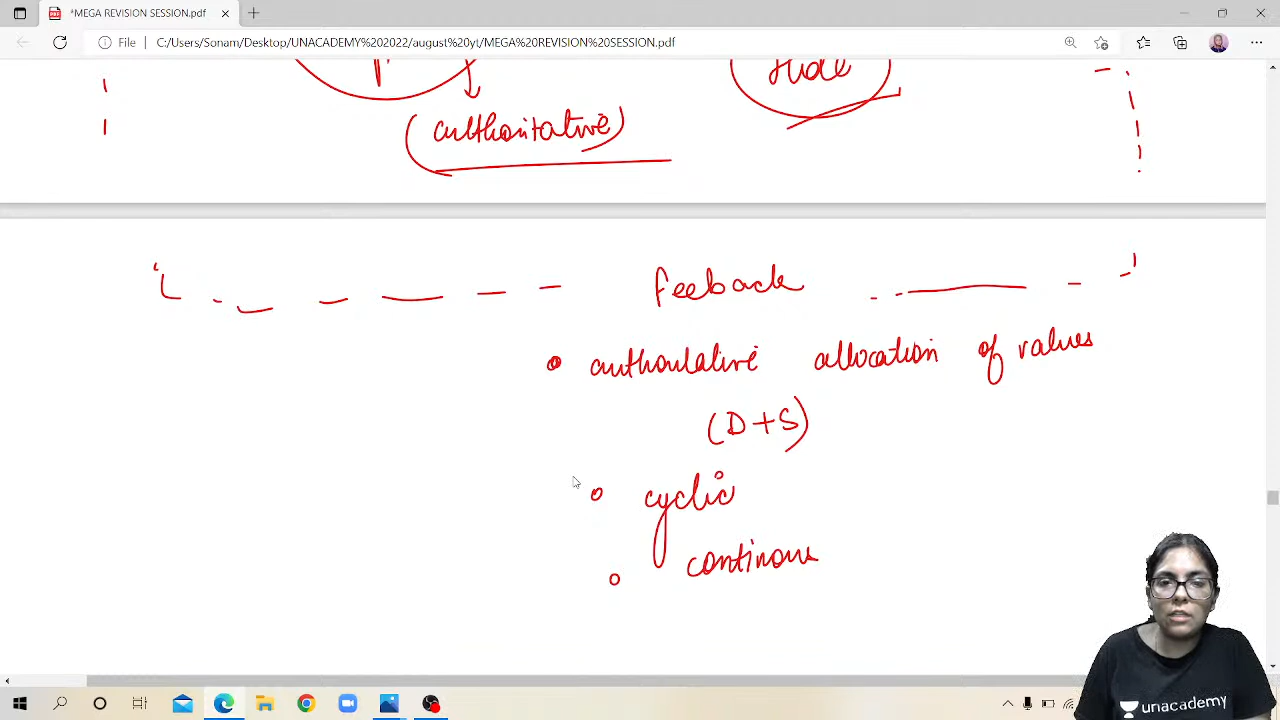 *MEGA REVISION SESSION.pdf
File C:/Users/Sonam/Desktop/UNACADEMY%202022/august%20yt/MEGA%20REVISION%20SESSION.pdf
(authoritative)
feeback
authoulative allocation of values
(D+S)
cyclic
continous
unacademy